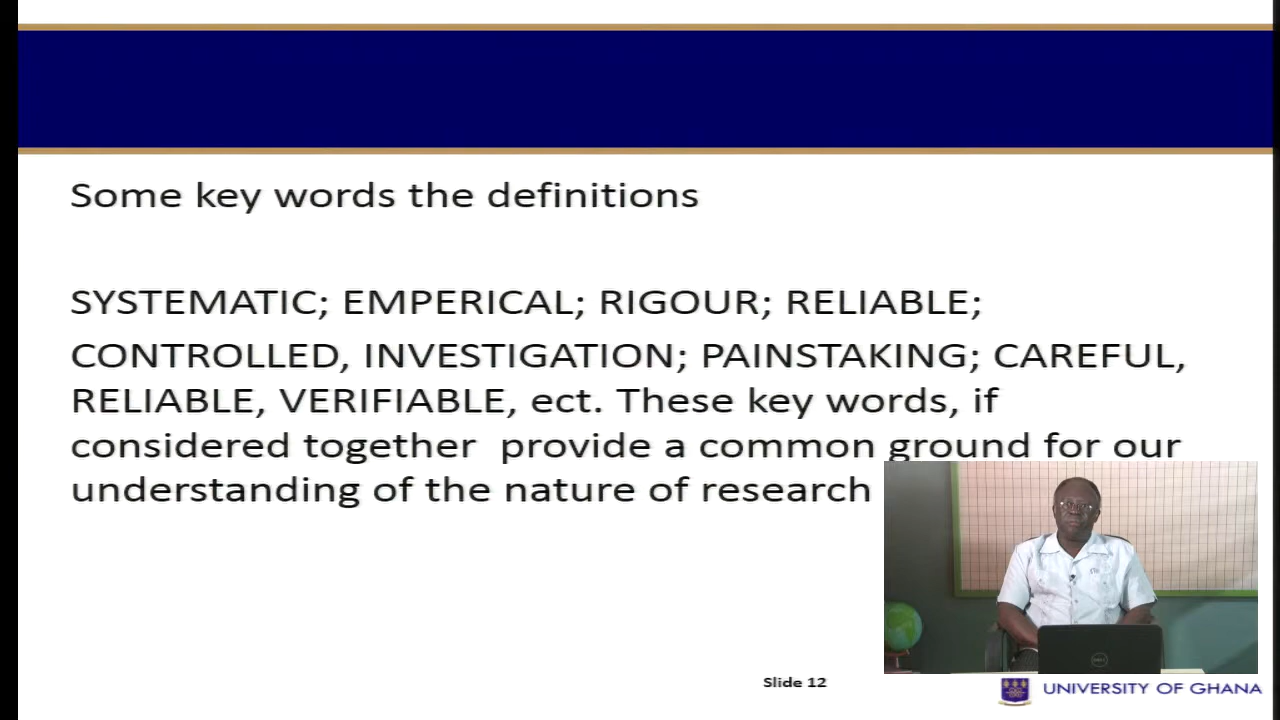 Some key words the definitions
SYSTEMATIC; EMPERICAL; RIGOUR; RELIABLE;
CONTROLLED, INVESTIGATION; PAINSTAKING; CAREFUL,
RELIABLE, VERIFIABLE, ect. These key words, if
considered together provide a common ground for our
understanding of the nature of research
Slide 12
UNIVERSITY OF GHANA